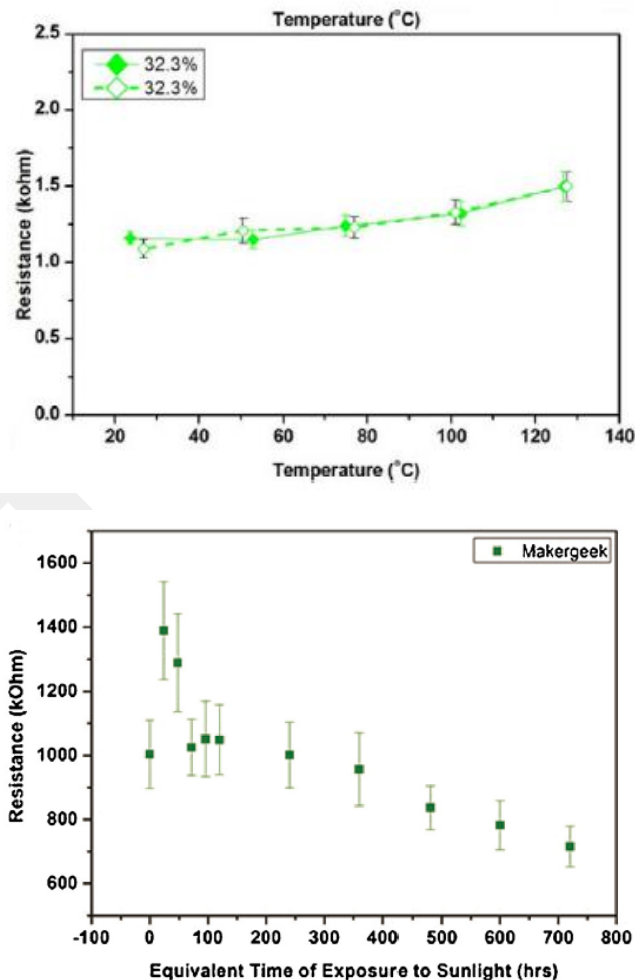 Temperature (°C)
2.5
32.3%
32.3%
2.0
1.5
1.0
0.5
0.0
Resistance (kohm)
20 40 60 80 100 120 140
Temperature (°C)
1600
Makergeek
1400
1200
1000
800
600
Resistance (kOhm)
-100 0 100 200 300 400 500 600 700 800
Equivalent Time of Exposure to Sunlight (hrs)